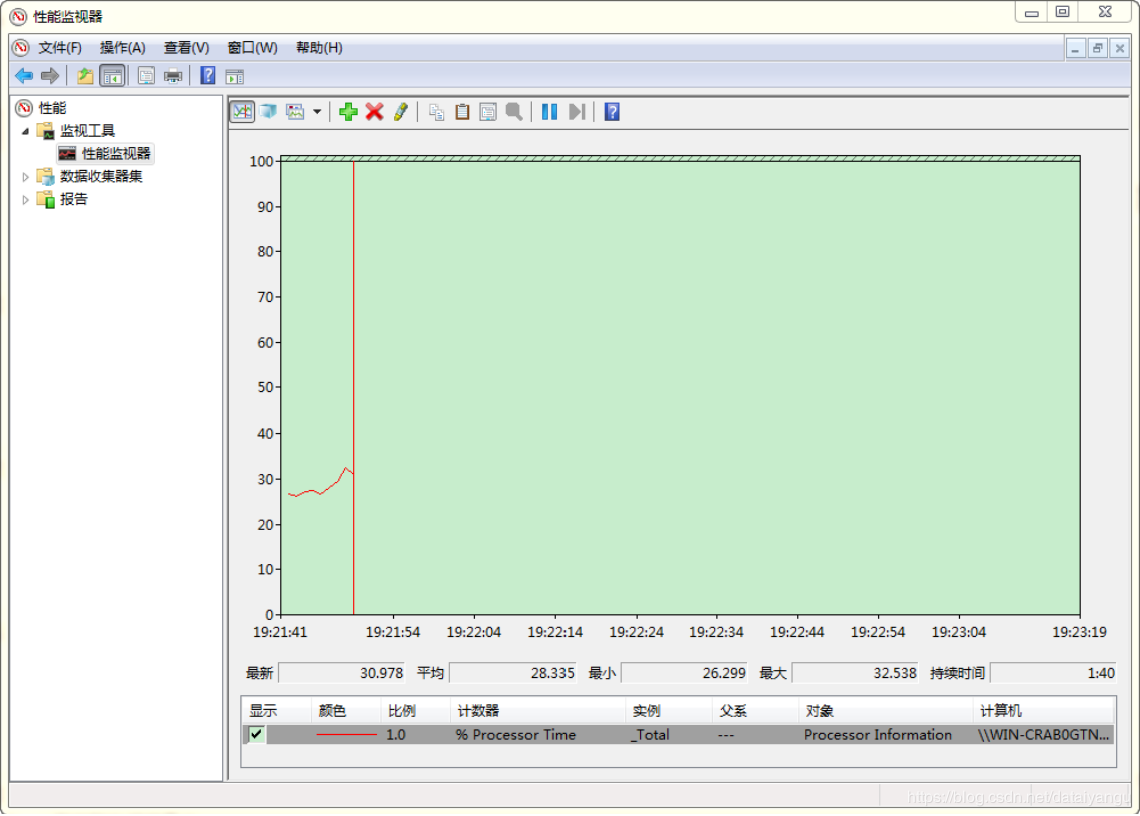 性能监视器
文件(F) 操作(A) 查看(V) 窗口(W) 帮助(H)
性能
监视工具
性能监视器
数据收集器集
报告
100
90
80
70
60
50
40
30
20
10
0
19:21:41 19:21:54 19:22:04 19:22:14 19:22:24 19:22:34 19:22:44 19:22:54 19:23:04 19:23:19
最新 30.978 平均 28.335 最小 26.299 最大 32.538 持续时间 1:40
显示 颜色 比例 计数器 实例 父系 对象 计算机
1.0 % Processor Time _Total --- Processor Information \\WIN-CRAB0GTN...
https://blog.csdn.net/dataiyangu